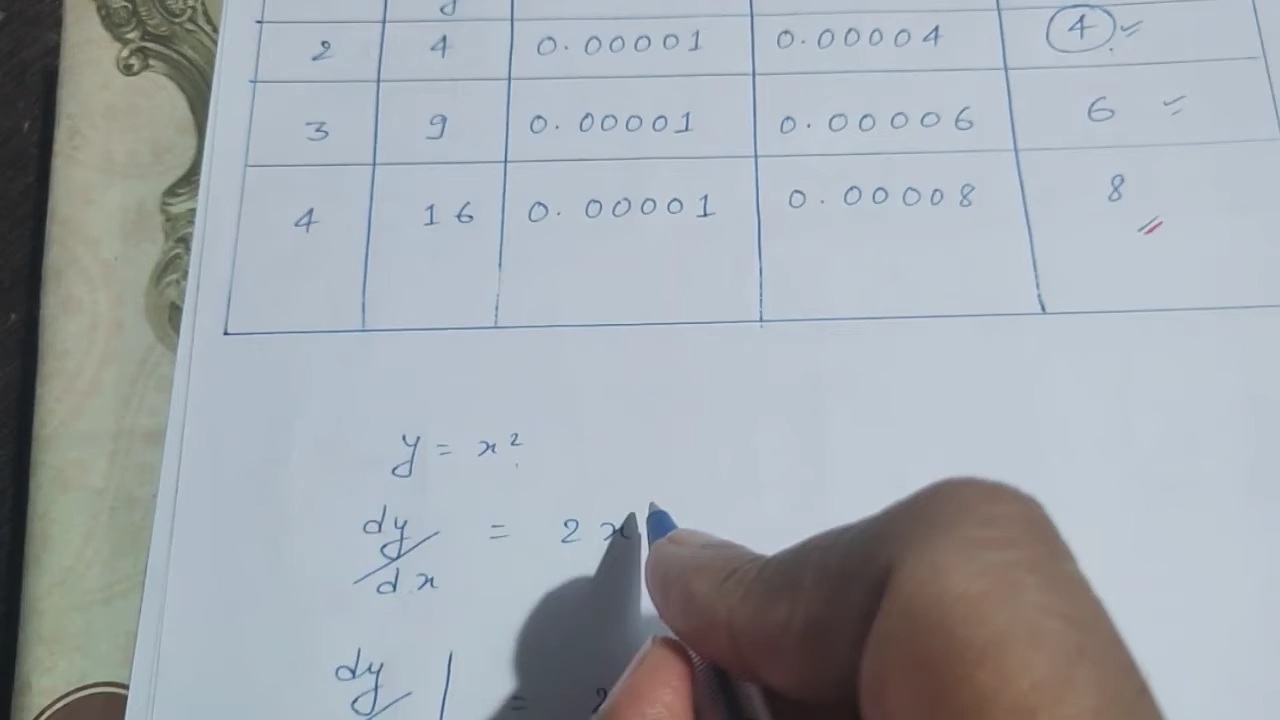 y
2 4 0.00001 0.00004 4
3 9 0.00001 0.00006 6
4 16 0.00001 0.00008 8
y = x²
dy/dx = 2x
dy/ | = 2